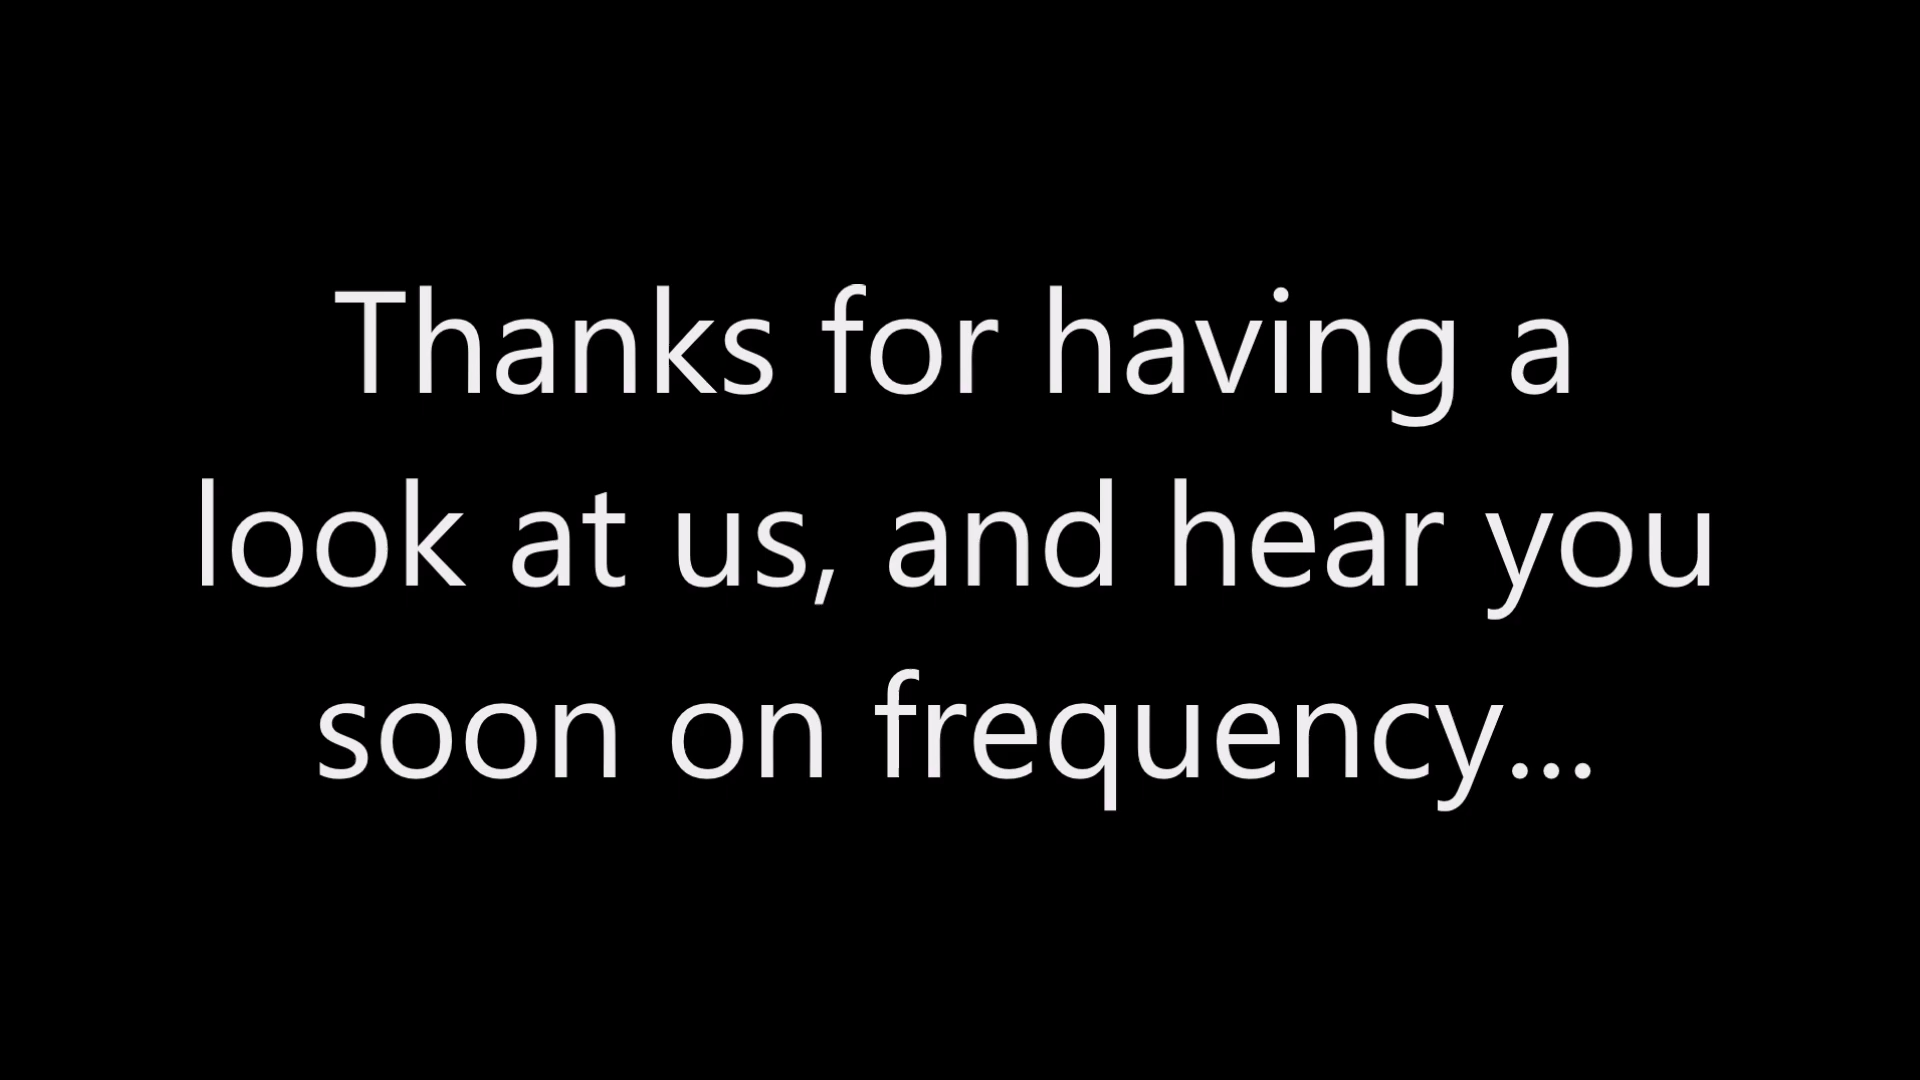 Thanks for having a
look at us, and hear you
soon on frequency...